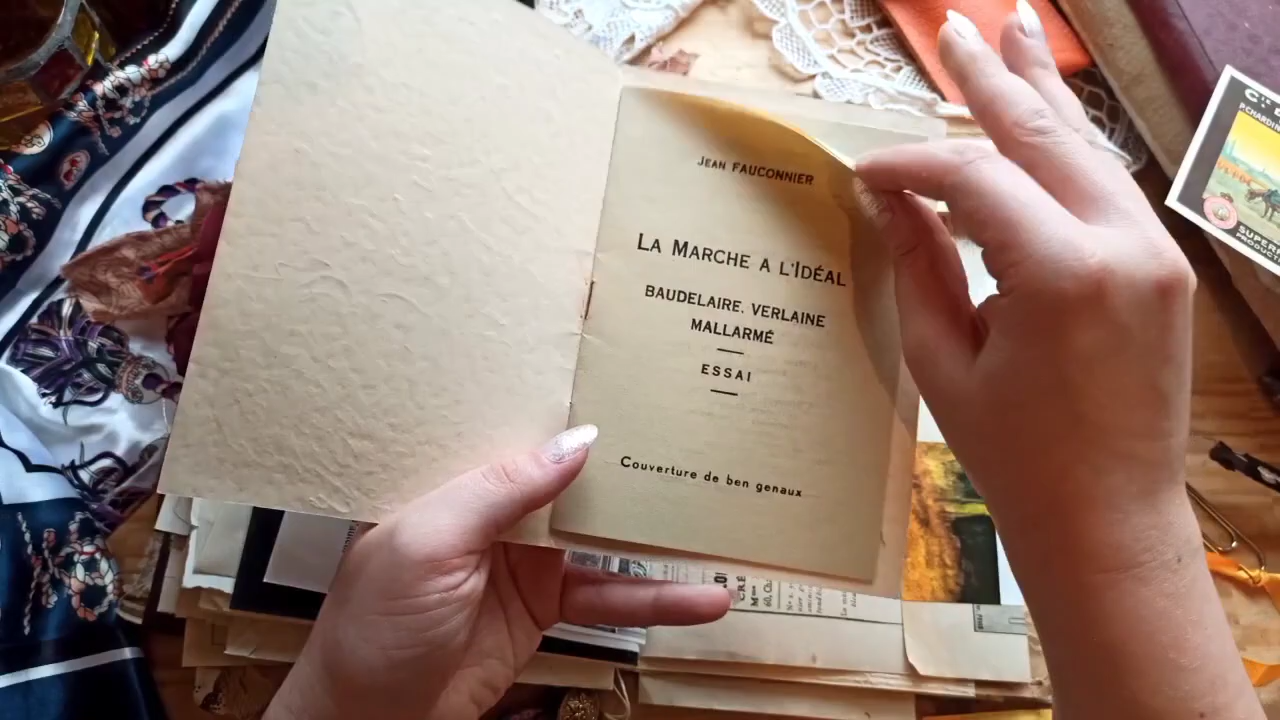 JEAN FAUCONNIER
LA MARCHE A L'IDÉAL
BAUDELAIRE. VERLAINE
MALLARMÉ
ESSAI
Couverture de ben genaux